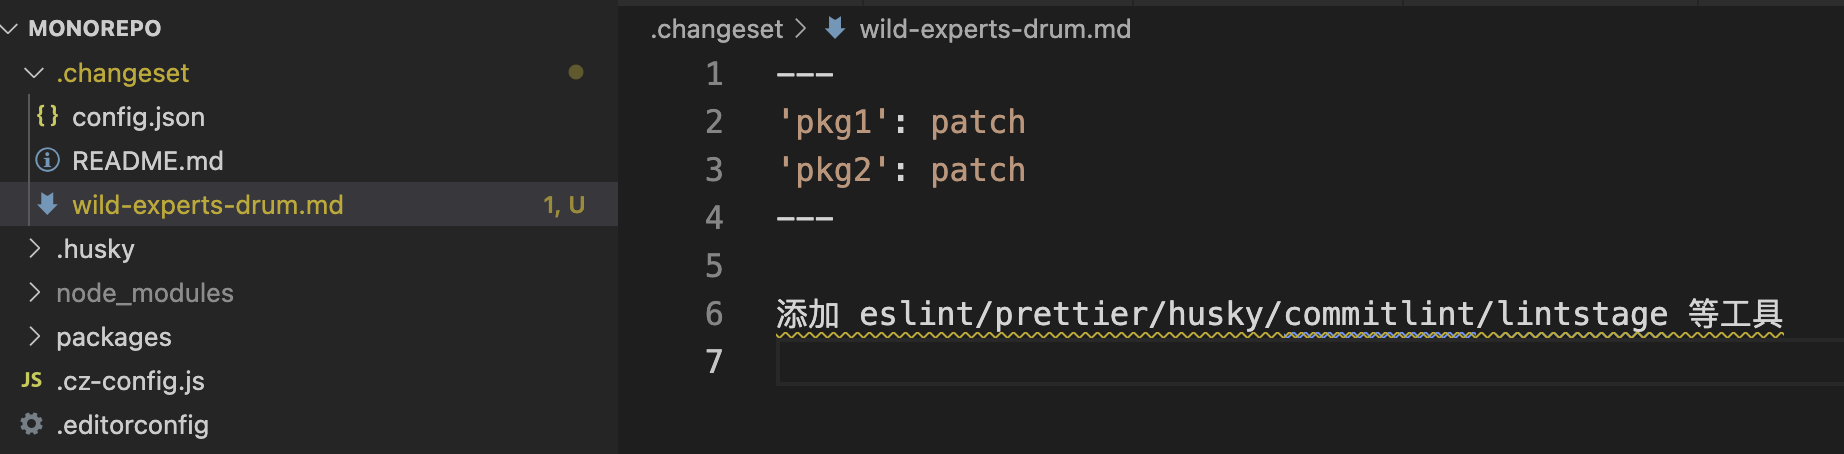 MONOREPO
.changeset
{} config.json
README.md
wild-experts-drum.md 1, U
.husky
node_modules
packages
JS .cz-config.js
.editorconfig
.changeset > wild-experts-drum.md
1 ---
2 'pkg1': patch
3 'pkg2': patch
4 ---
5
6 添加 eslint/prettier/husky/commitlint/lintstage 等工具
7